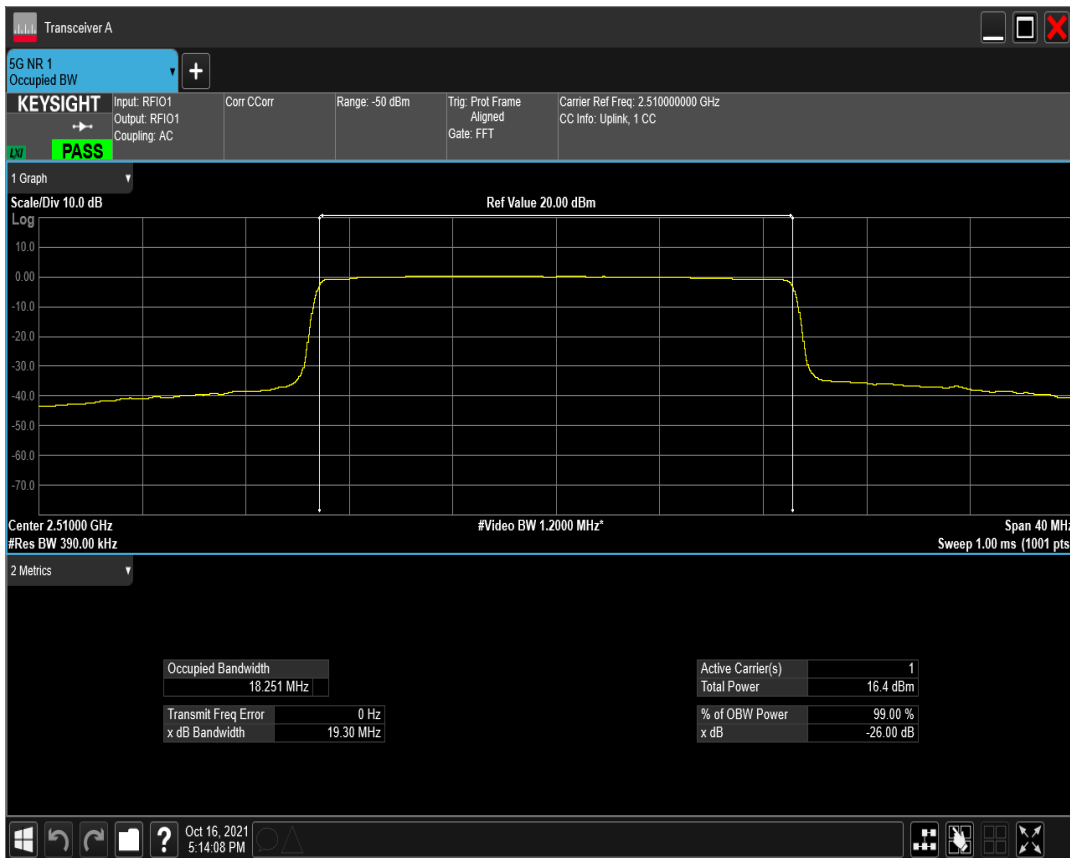 Transceiver A
5G NR 1
Occupied BW
+
KEYSIGHT
LXI
PASS
Input: RFIO1
Output: RFIO1
Coupling: AC
Corr CCorr
Range: -50 dBm
Trig: Prot Frame
Aligned
Gate: FFT
Carrier Ref Freq: 2.510000000 GHz
CC Info: Uplink, 1 CC
1 Graph
Scale/Div 10.0 dB
Ref Value 20.00 dBm
Log
10.0
0.00
-10.0
-20.0
-30.0
-40.0
-50.0
-60.0
-70.0
Center 2.51000 GHz
#Video BW 1.2000 MHz*
Span 40 MHz
#Res BW 390.00 kHz
Sweep 1.00 ms (1001 pts
2 Metrics
Occupied Bandwidth
18.251 MHz
Transmit Freq Error 0 Hz
x dB Bandwidth 19.30 MHz
Active Carrier(s) 1
Total Power 16.4 dBm
% of OBW Power 99.00 %
x dB -26.00 dB
?
Oct 16, 2021
5:14:08 PM